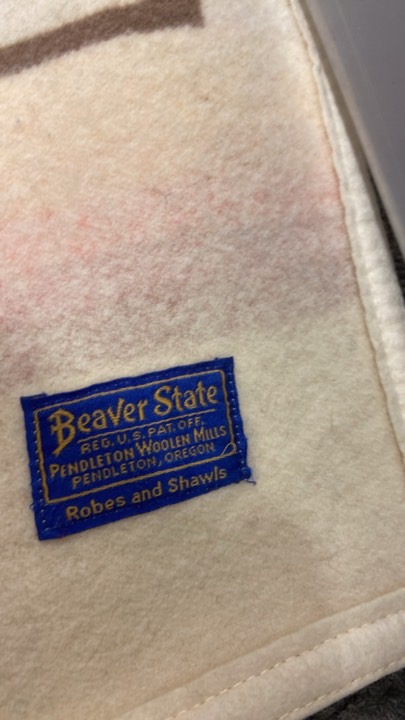 Beaver State
REG. U.S. PAT. OFF.
PENDLETON WOOLEN MILLS
PENDLETON, OREGON
Robes and Shawls